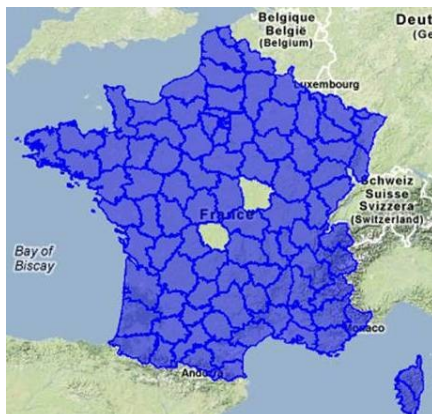 Belgique
België
(Belgium)
Deut
(Ge
Luxembourg
Schweiz
Suisse
Svizzera
(Switzerland)
France
Bay of
Biscay
Monaco
Andorra